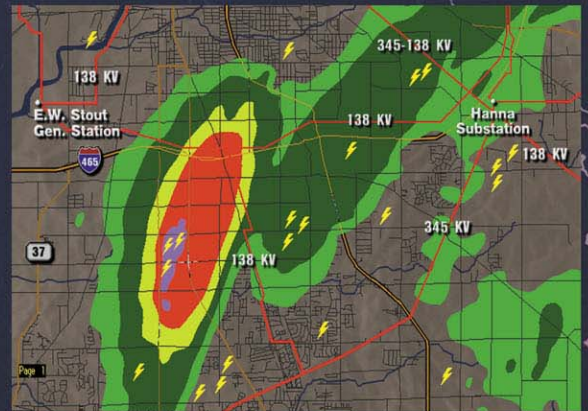 345-138 KV
138 KV
E.W. Stout
Gen. Station
138 KV
Hanna
Substation
138 KV
465
345 KV
37
138 KV
Page 1